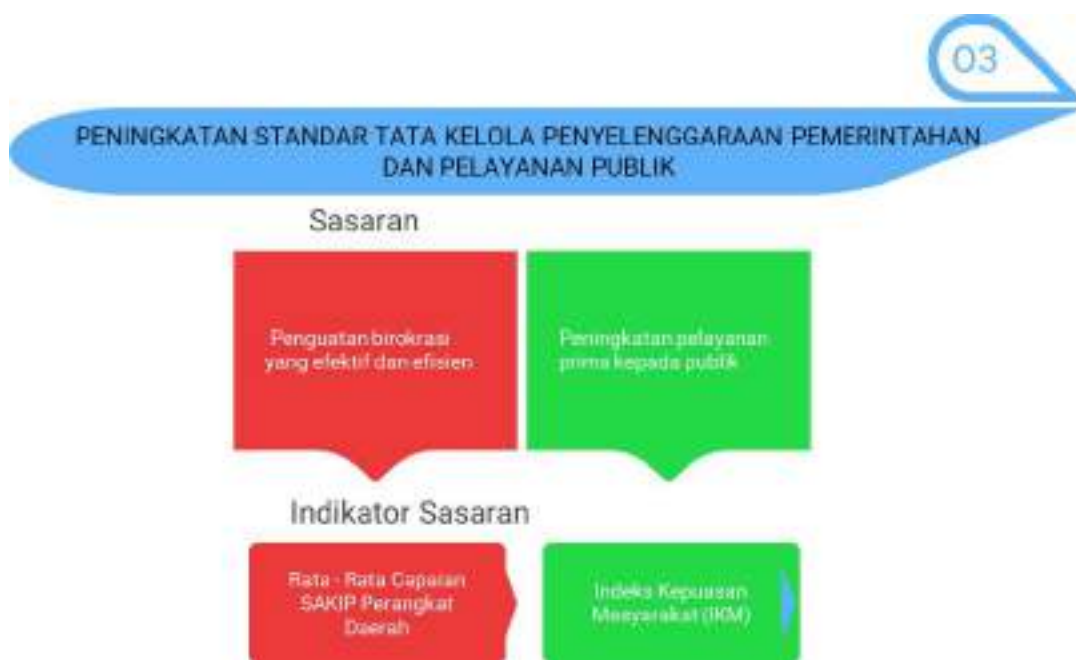 03
PENINGKATAN STANDAR TATA KELOLA PENYELENGGARAAN PEMERINTAHAN
DAN PELAYANAN PUBLIK
Sasaran
Penguatan birokrasi
yang efektif dan efisien
Peningkatan pelayanan
prima kepada publik
Indikator Sasaran
Rata - Rata Capaian
SAKIP Perangkat
Daerah
Indeks Kepuasan
Masyarakat (IKM)